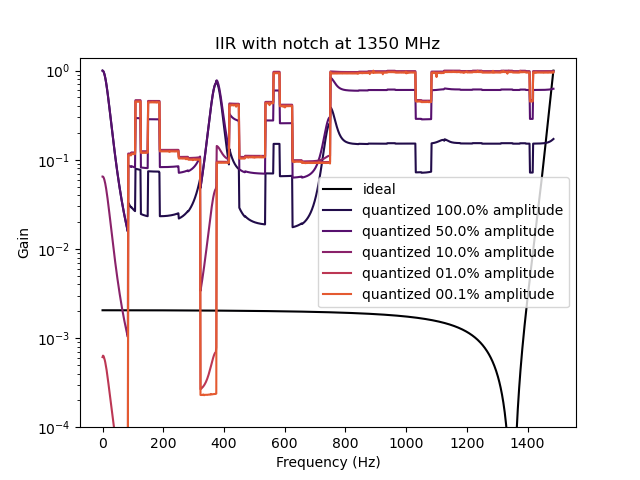 IIR with notch at 1350 MHz
Gain
10⁰
10⁻¹
10⁻²
10⁻³
10⁻⁴
ideal
quantized 100.0% amplitude
quantized 50.0% amplitude
quantized 10.0% amplitude
quantized 01.0% amplitude
quantized 00.1% amplitude
0 200 400 600 800 1000 1200 1400
Frequency (Hz)